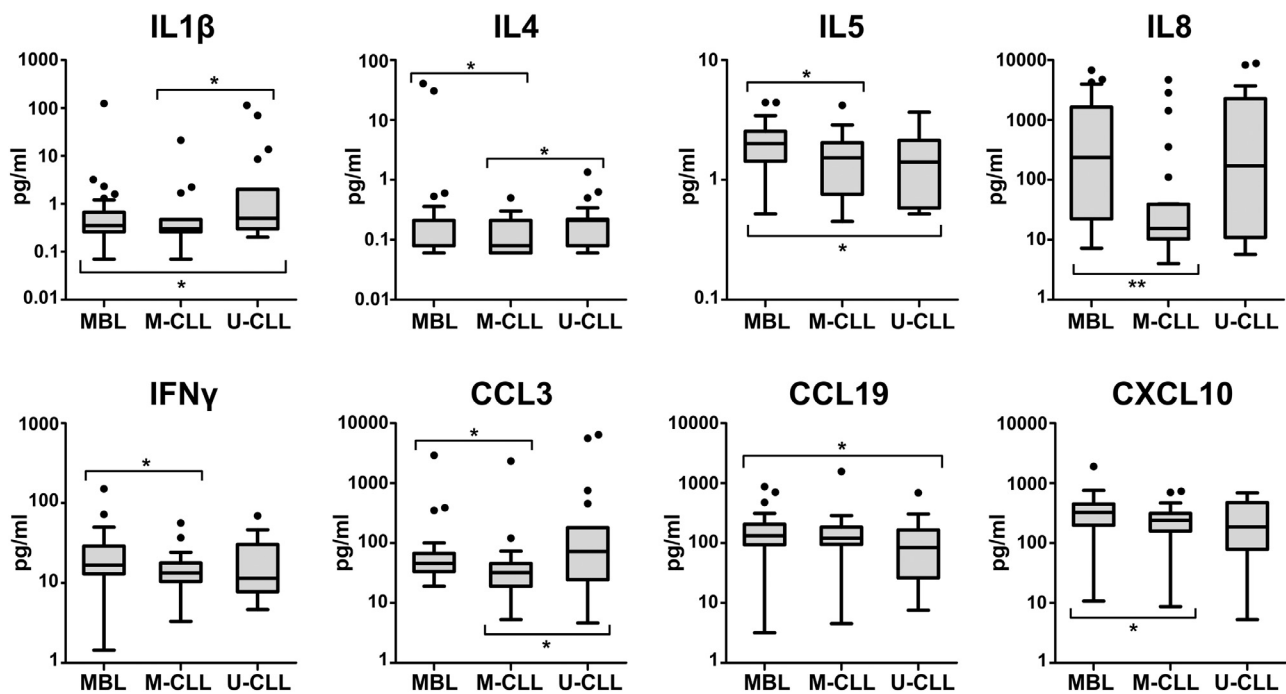 IL1β IL4 IL5 IL8
1000 100 10 10000
100 10 1000
10 1 100
1 1
0.1 0.1 10
0.01 0.01 0.1 1
pg/ml pg/ml pg/ml pg/ml
* * * *
* * **
MBL M-CLL U-CLL MBL M-CLL U-CLL MBL M-CLL U-CLL MBL M-CLL U-CLL
IFNγ CCL3 CCL19 CXCL10
1000 10000 10000 10000
1000 1000 1000
100 100 100 100
10 10 10 10
1 1 1 1
pg/ml pg/ml pg/ml pg/ml
* * *
* *
MBL M-CLL U-CLL MBL M-CLL U-CLL MBL M-CLL U-CLL MBL M-CLL U-CLL